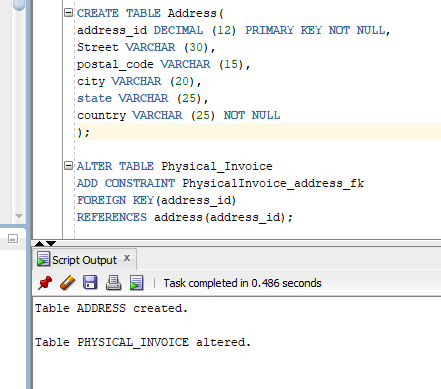 CREATE TABLE Address(
address_id DECIMAL (12) PRIMARY KEY NOT NULL,
Street VARCHAR (30),
postal_code VARCHAR (15),
city VARCHAR (20),
state VARCHAR (25),
country VARCHAR (25) NOT NULL
);
ALTER TABLE Physical_Invoice
ADD CONSTRAINT PhysicalInvoice_address_fk
FOREIGN KEY(address_id)
REFERENCES address(address_id);
Script Output x
Task completed in 0.486 seconds
Table ADDRESS created.
Table PHYSICAL_INVOICE altered.